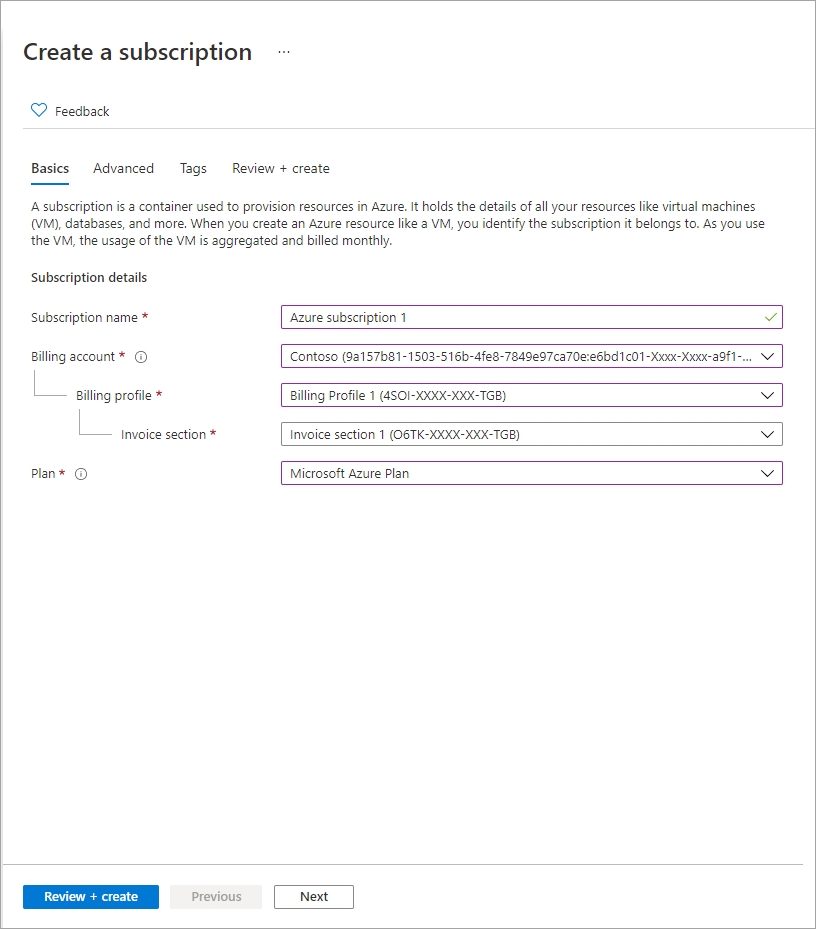 Create a subscription ...
Feedback
Basics Advanced Tags Review + create
A subscription is a container used to provision resources in Azure. It holds the details of all your resources like virtual machines
(VM), databases, and more. When you create an Azure resource like a VM, you identify the subscription it belongs to. As you use
the VM, the usage of the VM is aggregated and billed monthly.
Subscription details
Subscription name * Azure subscription 1
Billing account * Contoso (9a157b81-1503-516b-4fe8-7849e97ca70e:e6bd1c01-Xxxx-Xxxx-a9f1-...
Billing profile * Billing Profile 1 (4SOI-XXXX-XXX-TGB)
Invoice section * Invoice section 1 (O6TK-XXXX-XXX-TGB)
Plan * Microsoft Azure Plan
Review + create Previous Next